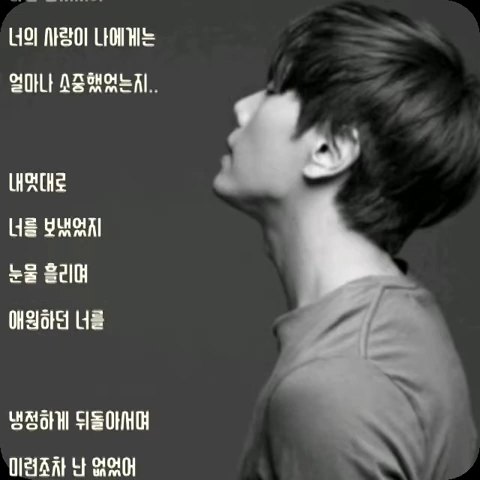 너의 사랑이 나에게는
얼마나 소중했었는지..
내멋대로
너를 보냈었지
눈물 흘리며
애원하던 너를
냉정하게 뒤돌아서며
미련조차 난 없었어